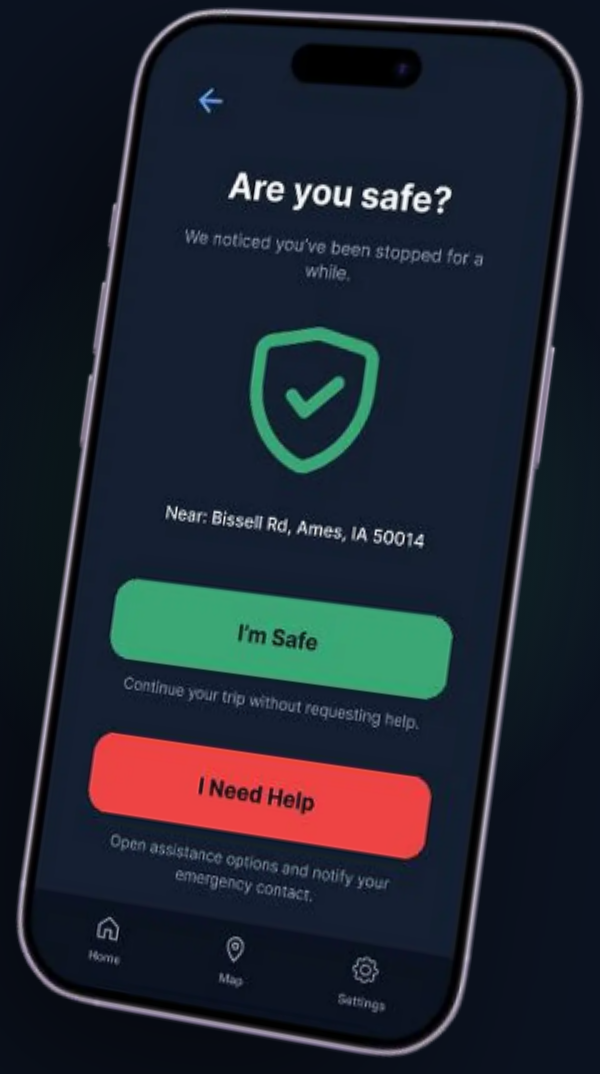 Are you safe?
We noticed you've been stopped for a
while.
Near: Bissell Rd, Ames, IA 50014
I'm Safe
Continue your trip without requesting help.
I Need Help
Open assistance options and notify your
emergency contact.
Home
Map
Settings